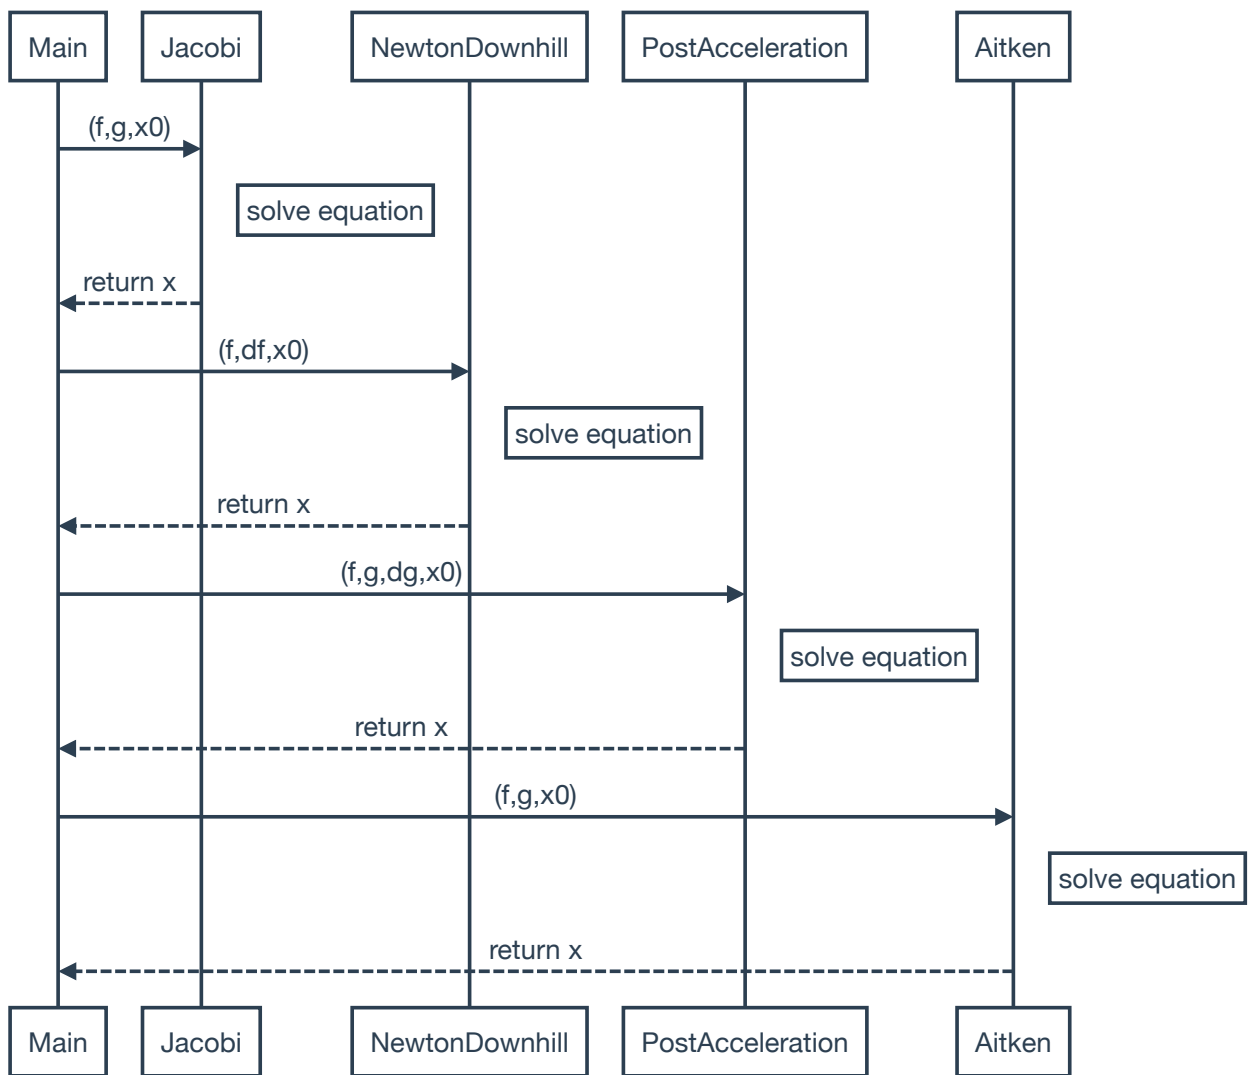 Main
Jacobi
NewtonDownhill
PostAcceleration
Aitken
(f,g,x0)
solve equation
return x
(f,df,x0)
solve equation
return x
(f,g,dg,x0)
solve equation
return x
(f,g,x0)
solve equation
return x
Main
Jacobi
NewtonDownhill
PostAcceleration
Aitken